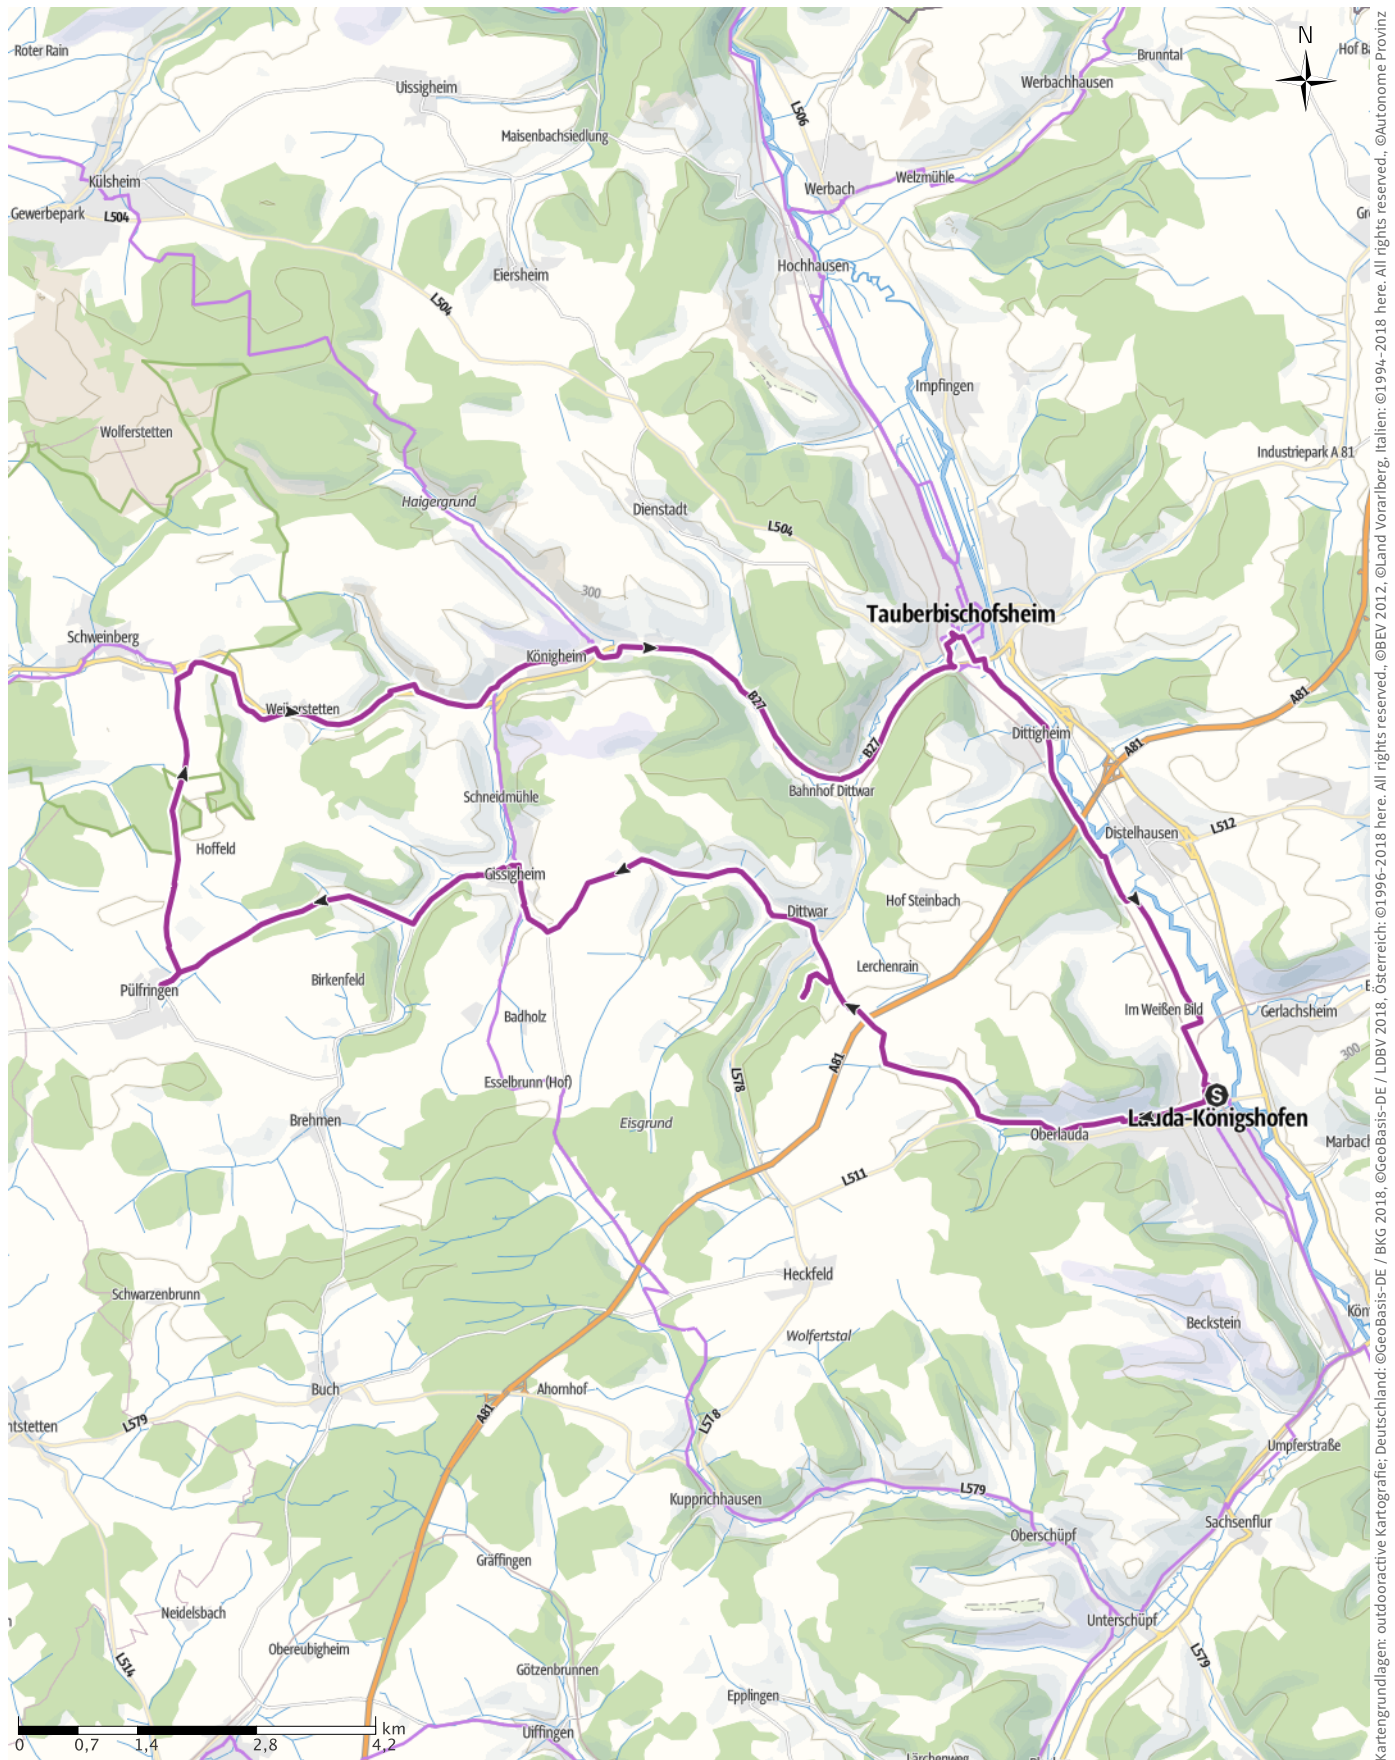 N
Roter Rain
Brunntal
Hof Ba
Werbachhausen
Uissigheim
L506
Maisenbachsiedlung
Welzmühle
Külsheim
Werbach
Gewerbepark
L504
Hochhausen
Eiersheim
L504
Impfingen
Wolferstetten
Industriepark A 81
Haigergrund
Dienstadt
L504
300
Tauberbischofsheim
Schweinberg
Königheim
A81
B27
Dittigheim
B27
A81
Bahnhof Dittwar
Schneidmühle
L512
Distelhausen
Hoffeld
Gissigheim
Hof Steinbach
Dittwar
Lerchenrain
Birkenfeld
Pülfringen
Im Weißen Bild
Gerlachsheim
Badholz
300
A81
L578
Esselbrunn (Hof)
S
Lauda-Königshofen
Brehmen
Eisgrund
Oberlauda
Marbach
L511
Heckfeld
Schwarzenbrunn
Beckstein
Wolfertstal
Buch
Ahornhof
L579
A81
ntstetten
Umpferstraße
L579
Kupprichhausen
Sachsenflur
Oberschüpf
Gräffingen
Neidelsbach
Unterschüpf
Obereubigheim
L514
L579
Götzenbrunnen
Epplingen
Uiffingen
km
0 0,7 1,4 2,8 4,2
Lärchenweg
artengrundlagen: outdooractive Kartografie; Deutschland: ©GeoBasis-DE / BKG 2018, ©GeoBasis-DE / LDBV 2018, Österreich: ©1996-2018 here. All rights reserved., ©BEV 2012, ©Land Vorarlberg, Italien: ©1994-2018 here. All rights reserved., ©Autonome Provinz